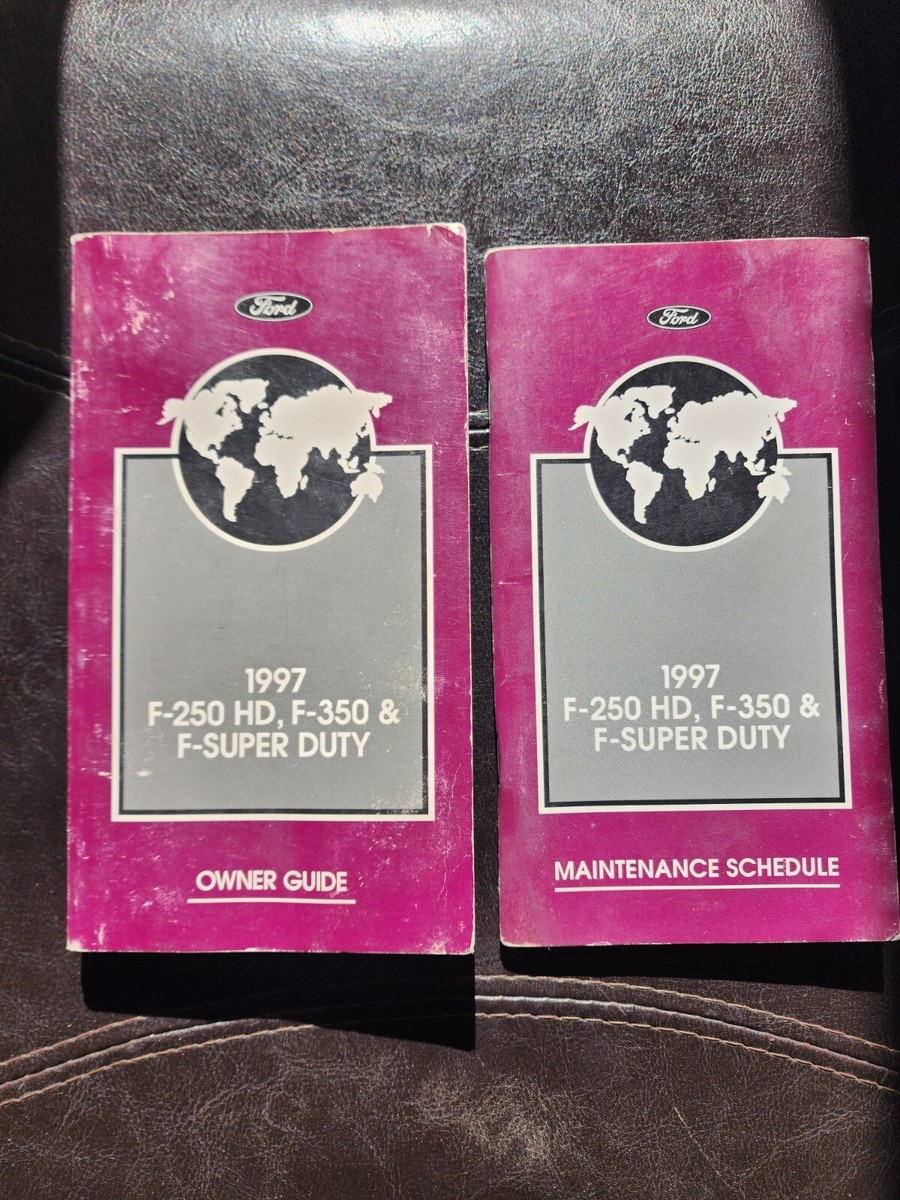 Ford
1997
F-250 HD, F-350 &
F-SUPER DUTY
OWNER GUIDE
Ford
1997
F-250 HD, F-350 &
F-SUPER DUTY
MAINTENANCE SCHEDULE